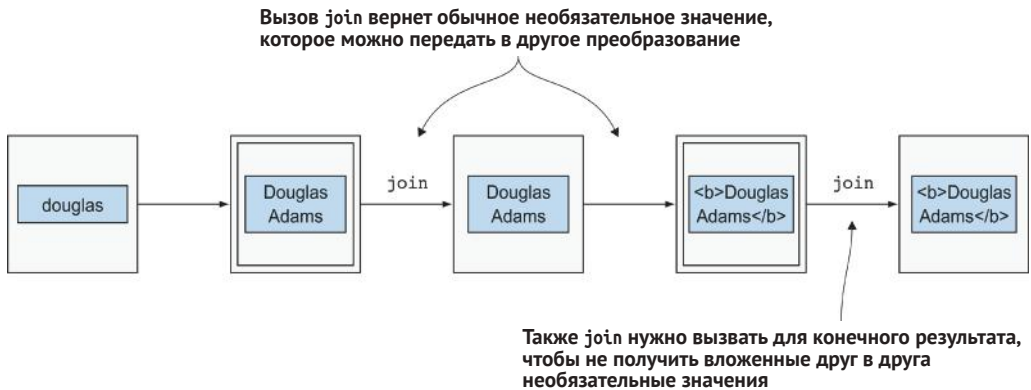 Вызов join вернет обычное необязательное значение,
которое можно передать в другое преобразование
douglas
Douglas
Adams
join
Douglas
Adams
<b>Douglas
Adams</b>
join
<b>Douglas
Adams</b>
Также join нужно вызвать для конечного результата,
чтобы не получить вложенные друг в друга
необязательные значения